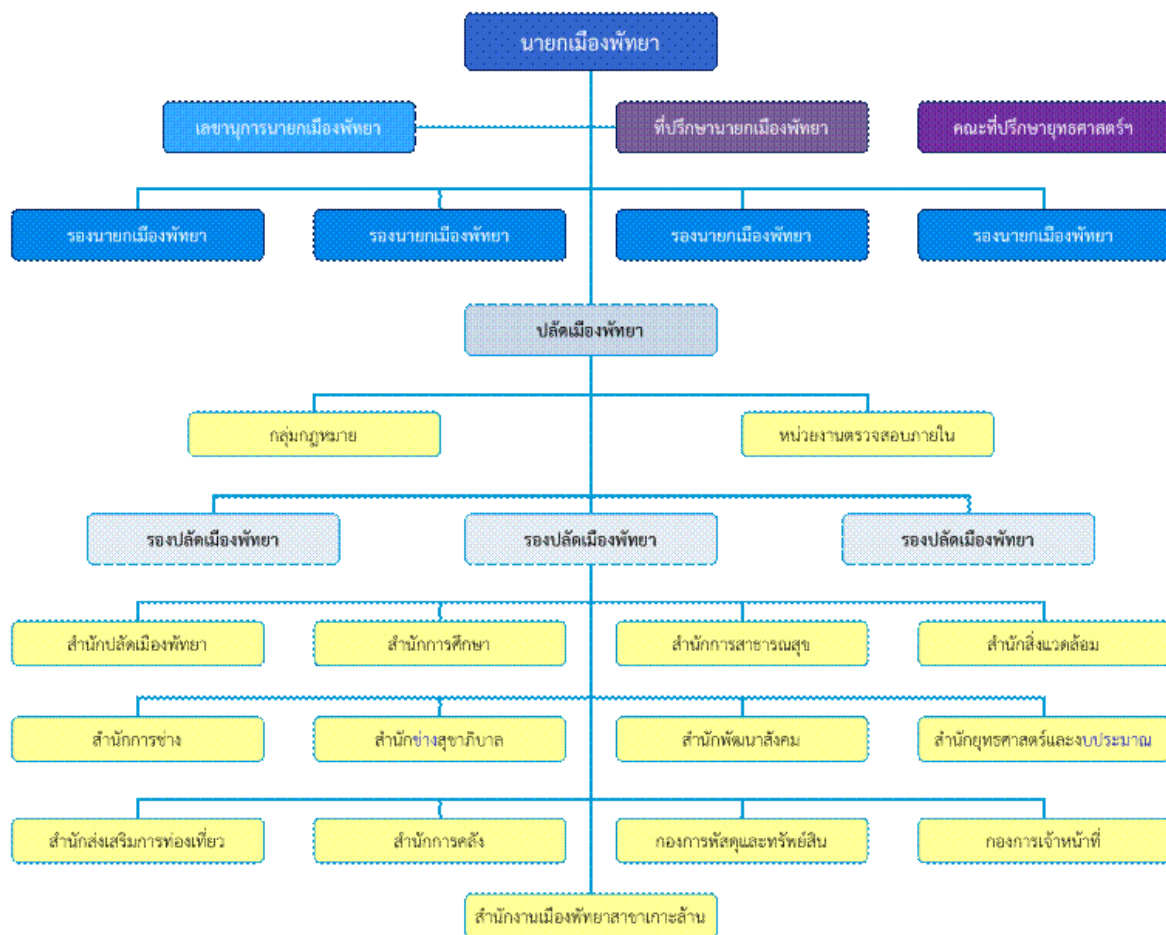 นายกเมืองพัทยา
เลขานุการนายกเมืองพัทยา
ที่ปรึกษานายกเมืองพัทยา
คณะที่ปรึกษายุทธศาสตร์ฯ
รองนายกเมืองพัทยา
รองนายกเมืองพัทยา
รองนายกเมืองพัทยา
รองนายกเมืองพัทยา
ปลัดเมืองพัทยา
กลุ่มกฎหมาย
หน่วยงานตรวจสอบภายใน
รองปลัดเมืองพัทยา
รองปลัดเมืองพัทยา
รองปลัดเมืองพัทยา
สำนักปลัดเมืองพัทยา
สำนักการศึกษา
สำนักการสาธารณสุข
สำนักสิ่งแวดล้อม
สำนักการช่าง
สำนักช่างสุขาภิบาล
สำนักพัฒนาสังคม
สำนักยุทธศาสตร์และงบประมาณ
สำนักส่งเสริมการท่องเที่ยว
สำนักการคลัง
กองการพัสดุและทรัพย์สิน
กองการเจ้าหน้าที่
สำนักงานเมืองพัทยาสาขาเกาะล้าน